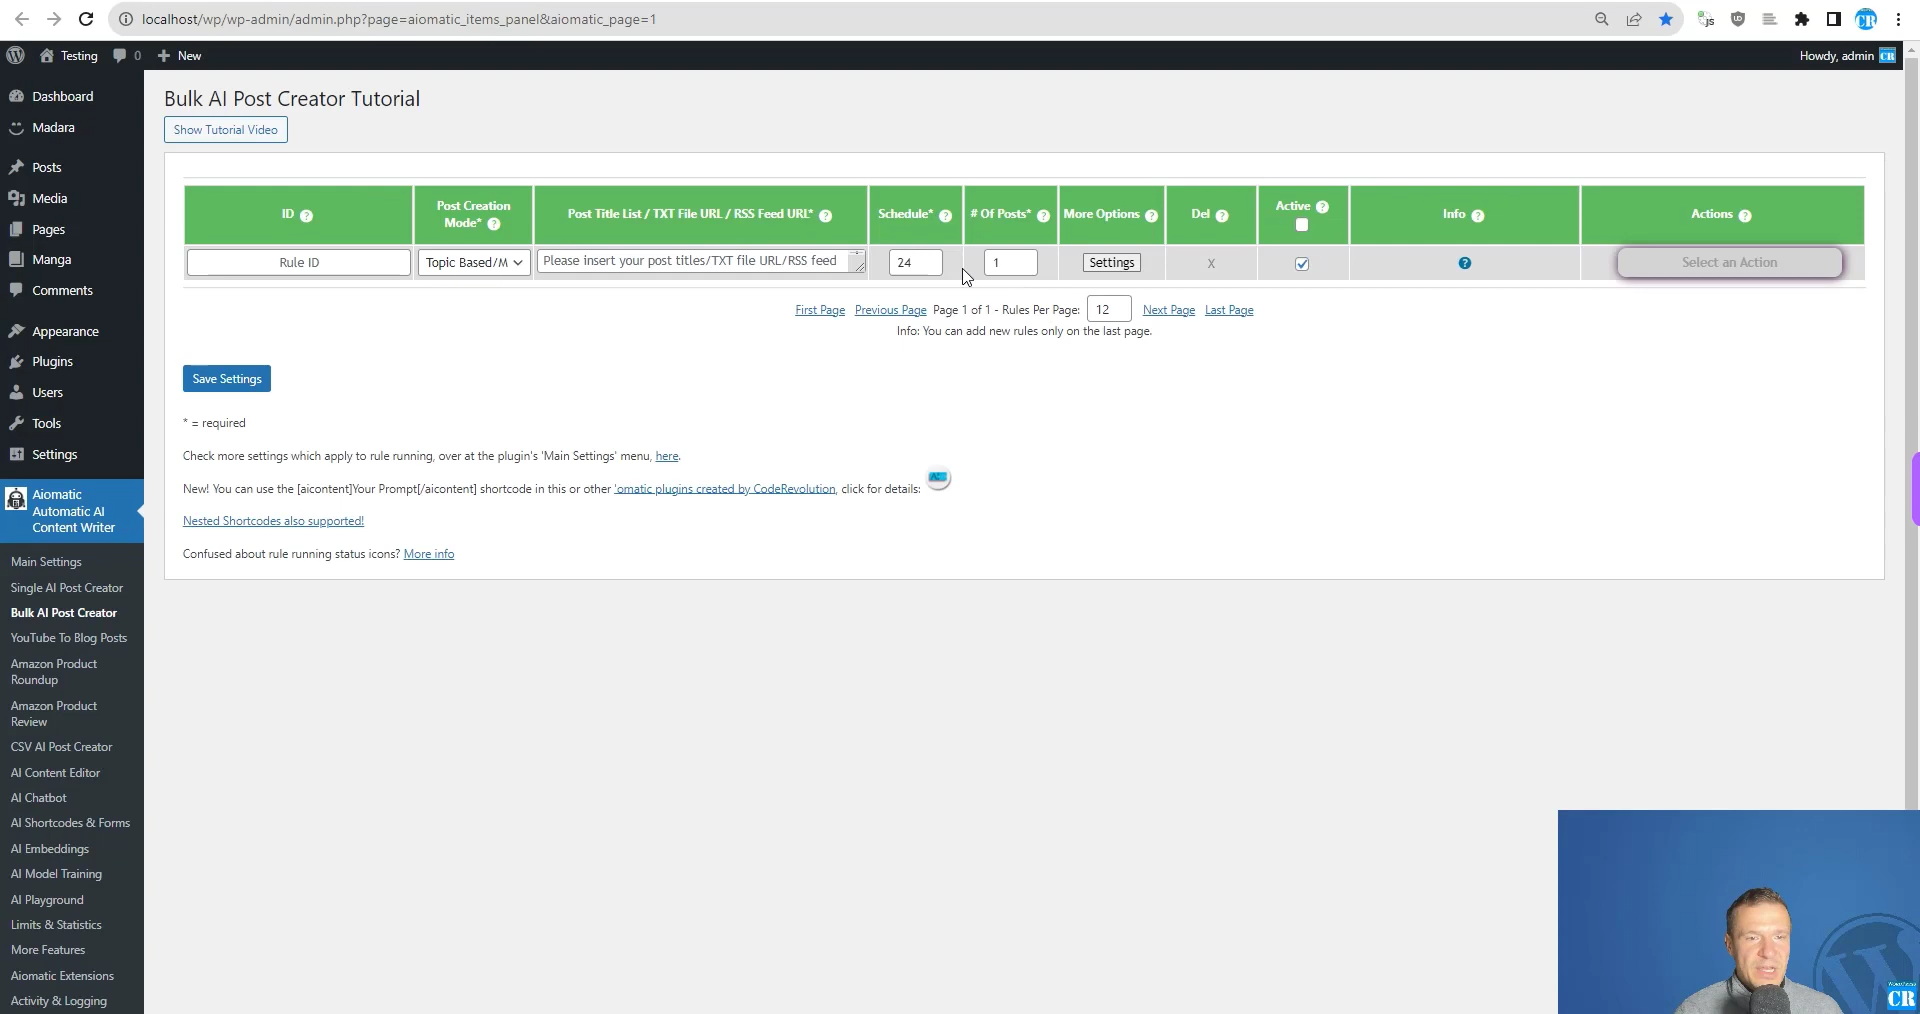 localhost/wp/wp-admin/admin.php?page=aiomatic_items_panel&aiomatic_page=1
Testing
0
New
Howdy, admin
Dashboard
Madara
Posts
Media
Pages
Manga
Comments
Appearance
Plugins
Users
Tools
Settings
Aiomatic
Automatic AI
Content Writer
Main Settings
Single AI Post Creator
Bulk AI Post Creator
YouTube To Blog Posts
Amazon Product
Roundup
Amazon Product
Review
CSV AI Post Creator
AI Content Editor
AI Chatbot
AI Shortcodes & Forms
AI Embeddings
AI Model Training
AI Playground
Limits & Statistics
More Features
Aiomatic Extensions
Activity & Logging
Bulk AI Post Creator Tutorial
Show Tutorial Video
ID
Post Creation
Mode*
Post Title List / TXT File URL / RSS Feed URL*
Schedule*
# Of Posts*
More Options
Del
Active
Info
Actions
Rule ID
Topic Based/M
Please insert your post titles/TXT file URL/RSS feed
24
1
Settings
X
Select an Action
First Page Previous Page Page 1 of 1 - Rules Per Page: 12 Next Page Last Page
Info: You can add new rules only on the last page.
Save Settings
* = required
Check more settings which apply to rule running, over at the plugin's 'Main Settings' menu, here.
New! You can use the [aicontent]Your Prompt[/aicontent] shortcode in this or other 'omatic plugins created by CodeRevolution, click for details:
Nested Shortcodes also supported!
Confused about rule running status icons? More info
CR